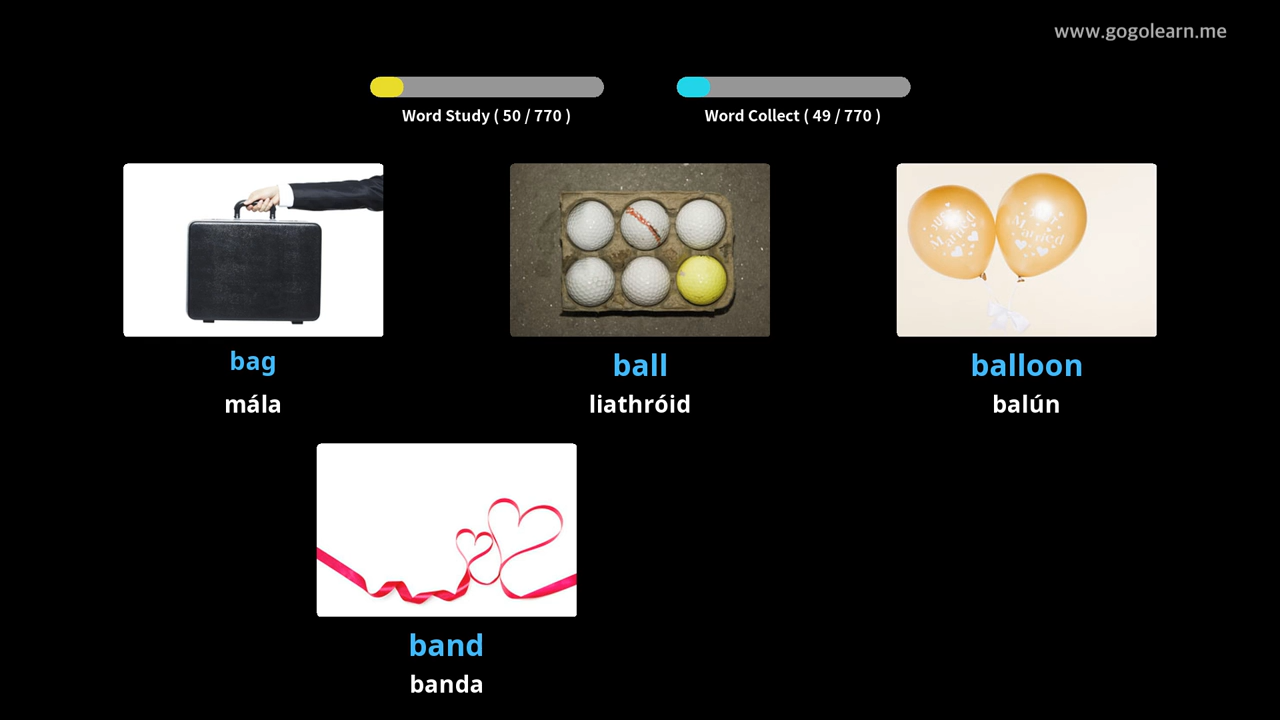 www.gogolearn.me
Word Study ( 50 / 770 )
Word Collect ( 49 / 770 )
bag
mála
ball
liathróid
balloon
balún
band
banda